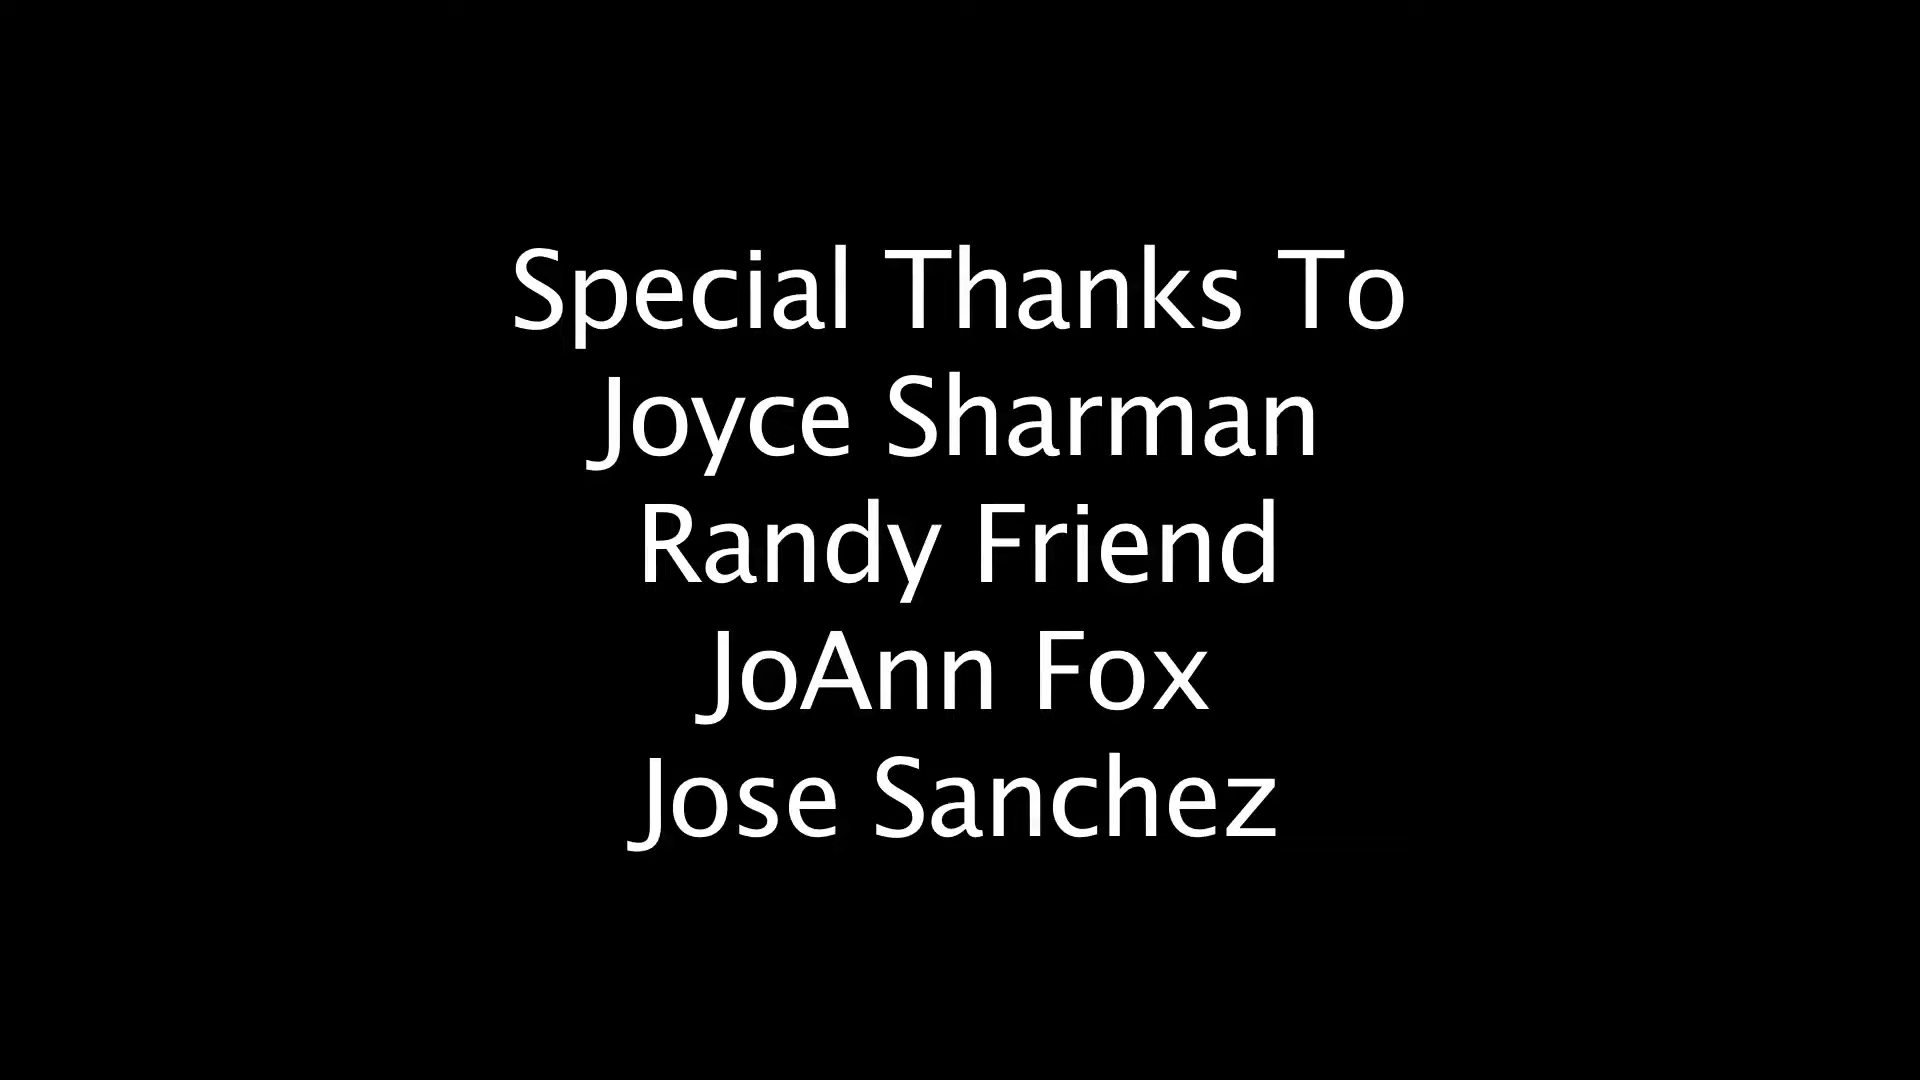 Special Thanks To
Joyce Sharman
Randy Friend
JoAnn Fox
Jose Sanchez